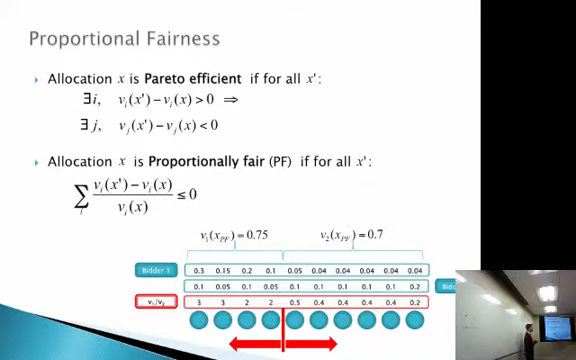 Proportional Fairness
Allocation x is Pareto efficient if for all x':
∃i, v_i(x')−v_i(x)>0 ⇒
∃j, v_j(x')−v_j(x)<0
Allocation x is Proportionally fair (PF) if for all x':
∑_i (v_i(x')−v_i(x))/v_i(x) ≤ 0
v_1(x_PF)=0.75 v_2(x_PF)=0.7
Bidder 1 0.3 0.15 0.2 0.1 0.05 0.04 0.04 0.04 0.04 0.04
0.1 0.05 0.1 0.05 0.1 0.1 0.1 0.1 0.1 0.2
v_1/v_2 3 3 2 2 0.5 0.4 0.4 0.4 0.4 0.2